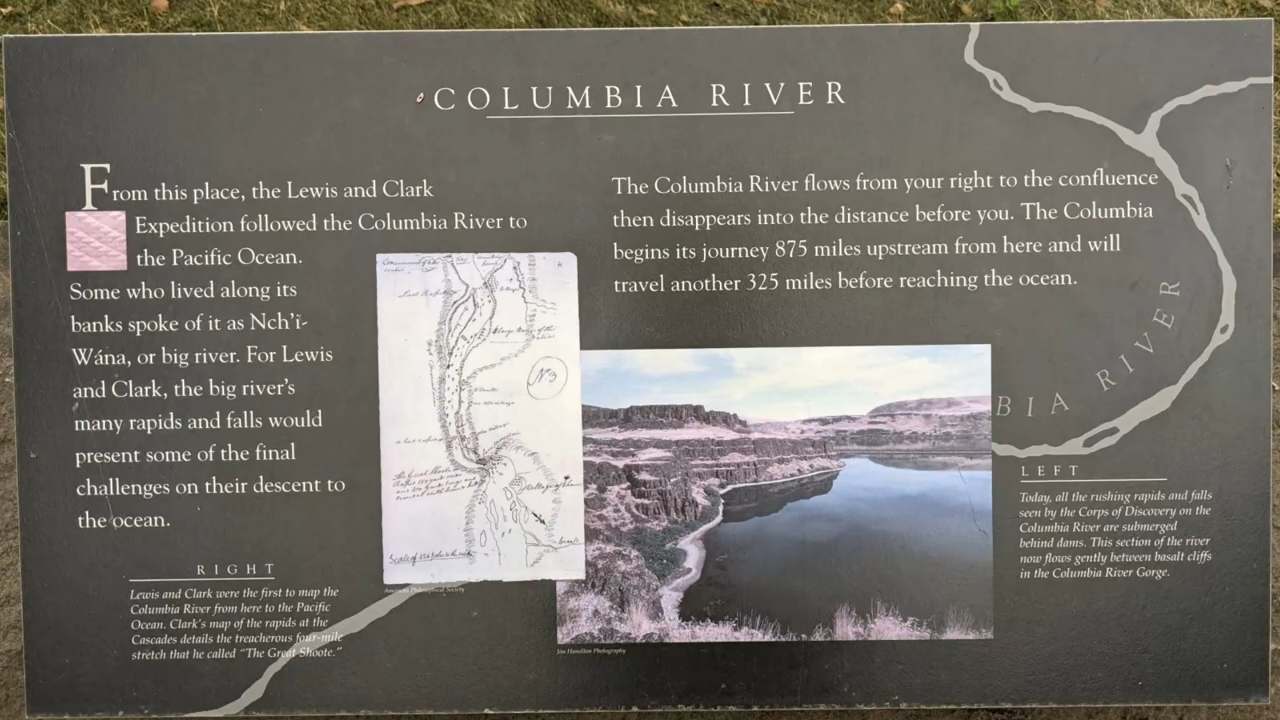 COLUMBIA RIVER
From this place, the Lewis and Clark
Expedition followed the Columbia River to
the Pacific Ocean.
Some who lived along its
banks spoke of it as Nch'i-
Wána, or big river. For Lewis
and Clark, the big river's
many rapids and falls would
present some of the final
challenges on their descent to
the ocean.
RIGHT
Lewis and Clark were the first to map the
Columbia River from here to the Pacific
Ocean. Clark's map of the rapids at the
Cascades details the treacherous four-mile
stretch that he called "The Great Shoote."
No 9
American Philosophical Society
The Columbia River flows from your right to the confluence
then disappears into the distance before you. The Columbia
begins its journey 875 miles upstream from here and will
travel another 325 miles before reaching the ocean.
Jim Hamilton Photography
BIA RIVER
LEFT
Today, all the rushing rapids and falls
seen by the Corps of Discovery on the
Columbia River are submerged
behind dams. This section of the river
now flows gently between basalt cliffs
in the Columbia River Gorge.